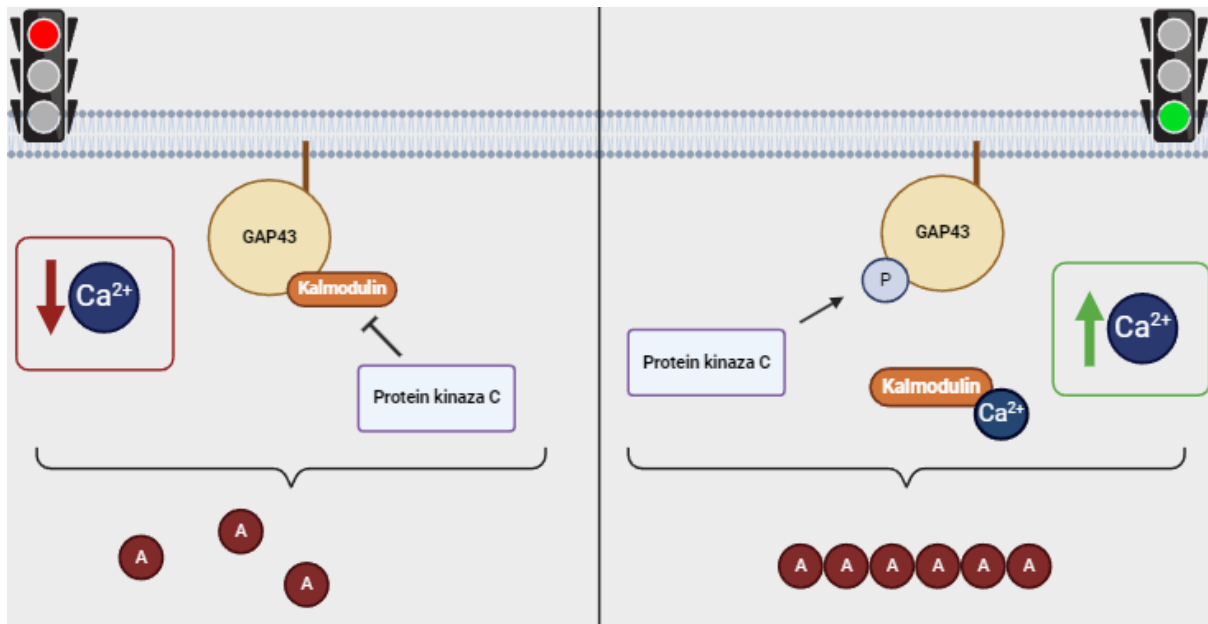 GAP43
Kalmodulin
Ca²⁺
Protein kinaza C
A
A
A
GAP43
P
Ca²⁺
Protein kinaza C
Kalmodulin
Ca²⁺
A A A A A A